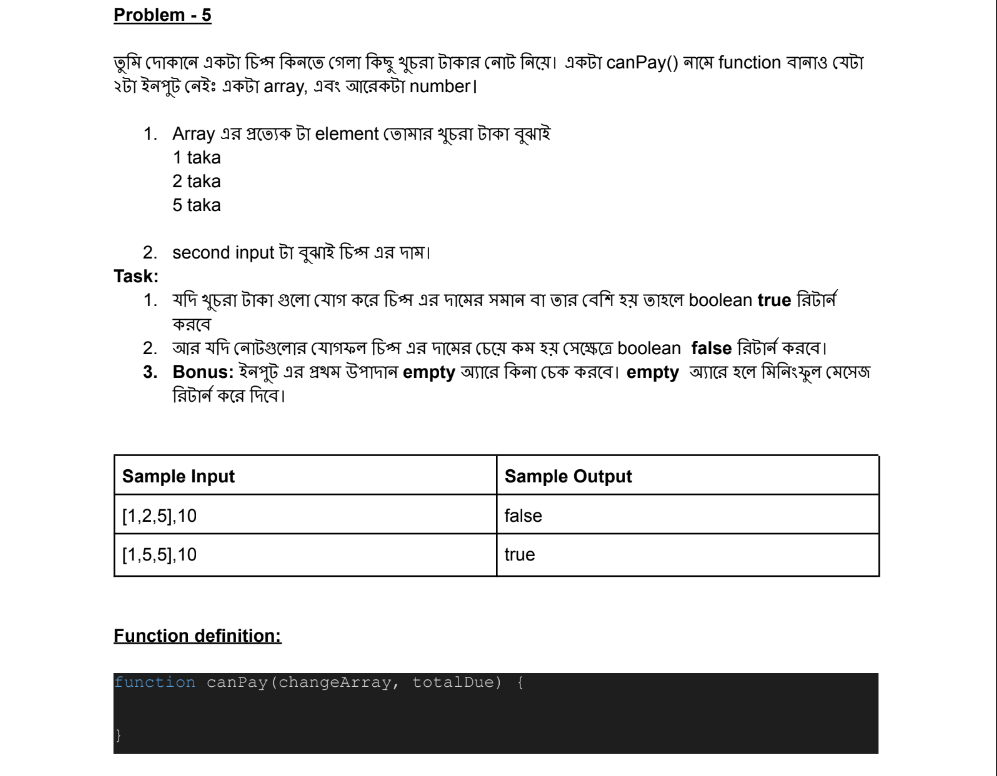 Problem - 5
তুমি দোকানে একটা চিপ্স কিনতে গেলা কিছু খুচরা টাকার নোট নিয়ে। একটা canPay() নামে function বানাও যেটা
২টা ইনপুট নেইঃ একটা array, এবং আরেকটা number।
1. Array এর প্রত্যেক টা element তোমার খুচরা টাকা বুঝাই
1 taka
2 taka
5 taka
2. second input টা বুঝাই চিপ্স এর দাম।
Task:
1. যদি খুচরা টাকা গুলো যোগ করে চিপ্স এর দামের সমান বা তার বেশি হয় তাহলে boolean true রিটার্ন
করবে
2. আর যদি নোটগুলোর যোগফল চিপ্স এর দামের চেয়ে কম হয় সেক্ষেত্রে boolean false রিটার্ন করবে।
3. Bonus: ইনপুট এর প্রথম উপাদান empty অ্যারে কিনা চেক করবে। empty অ্যারে হলে মিনিংফুল মেসেজ
রিটার্ন করে দিবে।
Sample Input Sample Output
[1,2,5],10 false
[1,5,5],10 true
Function definition:
function canPay(changeArray, totalDue) {
}